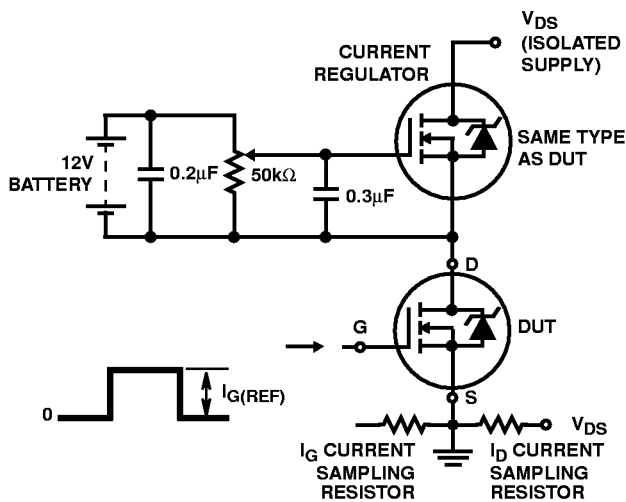 V_DS
(ISOLATED
SUPPLY)
CURRENT
REGULATOR
12V
BATTERY
0.2µF
50kΩ
0.3µF
SAME TYPE
AS DUT
D
G
DUT
S
0
I_G(REF)
V_DS
I_G CURRENT
SAMPLING
RESISTOR
I_D CURRENT
SAMPLING
RESISTOR